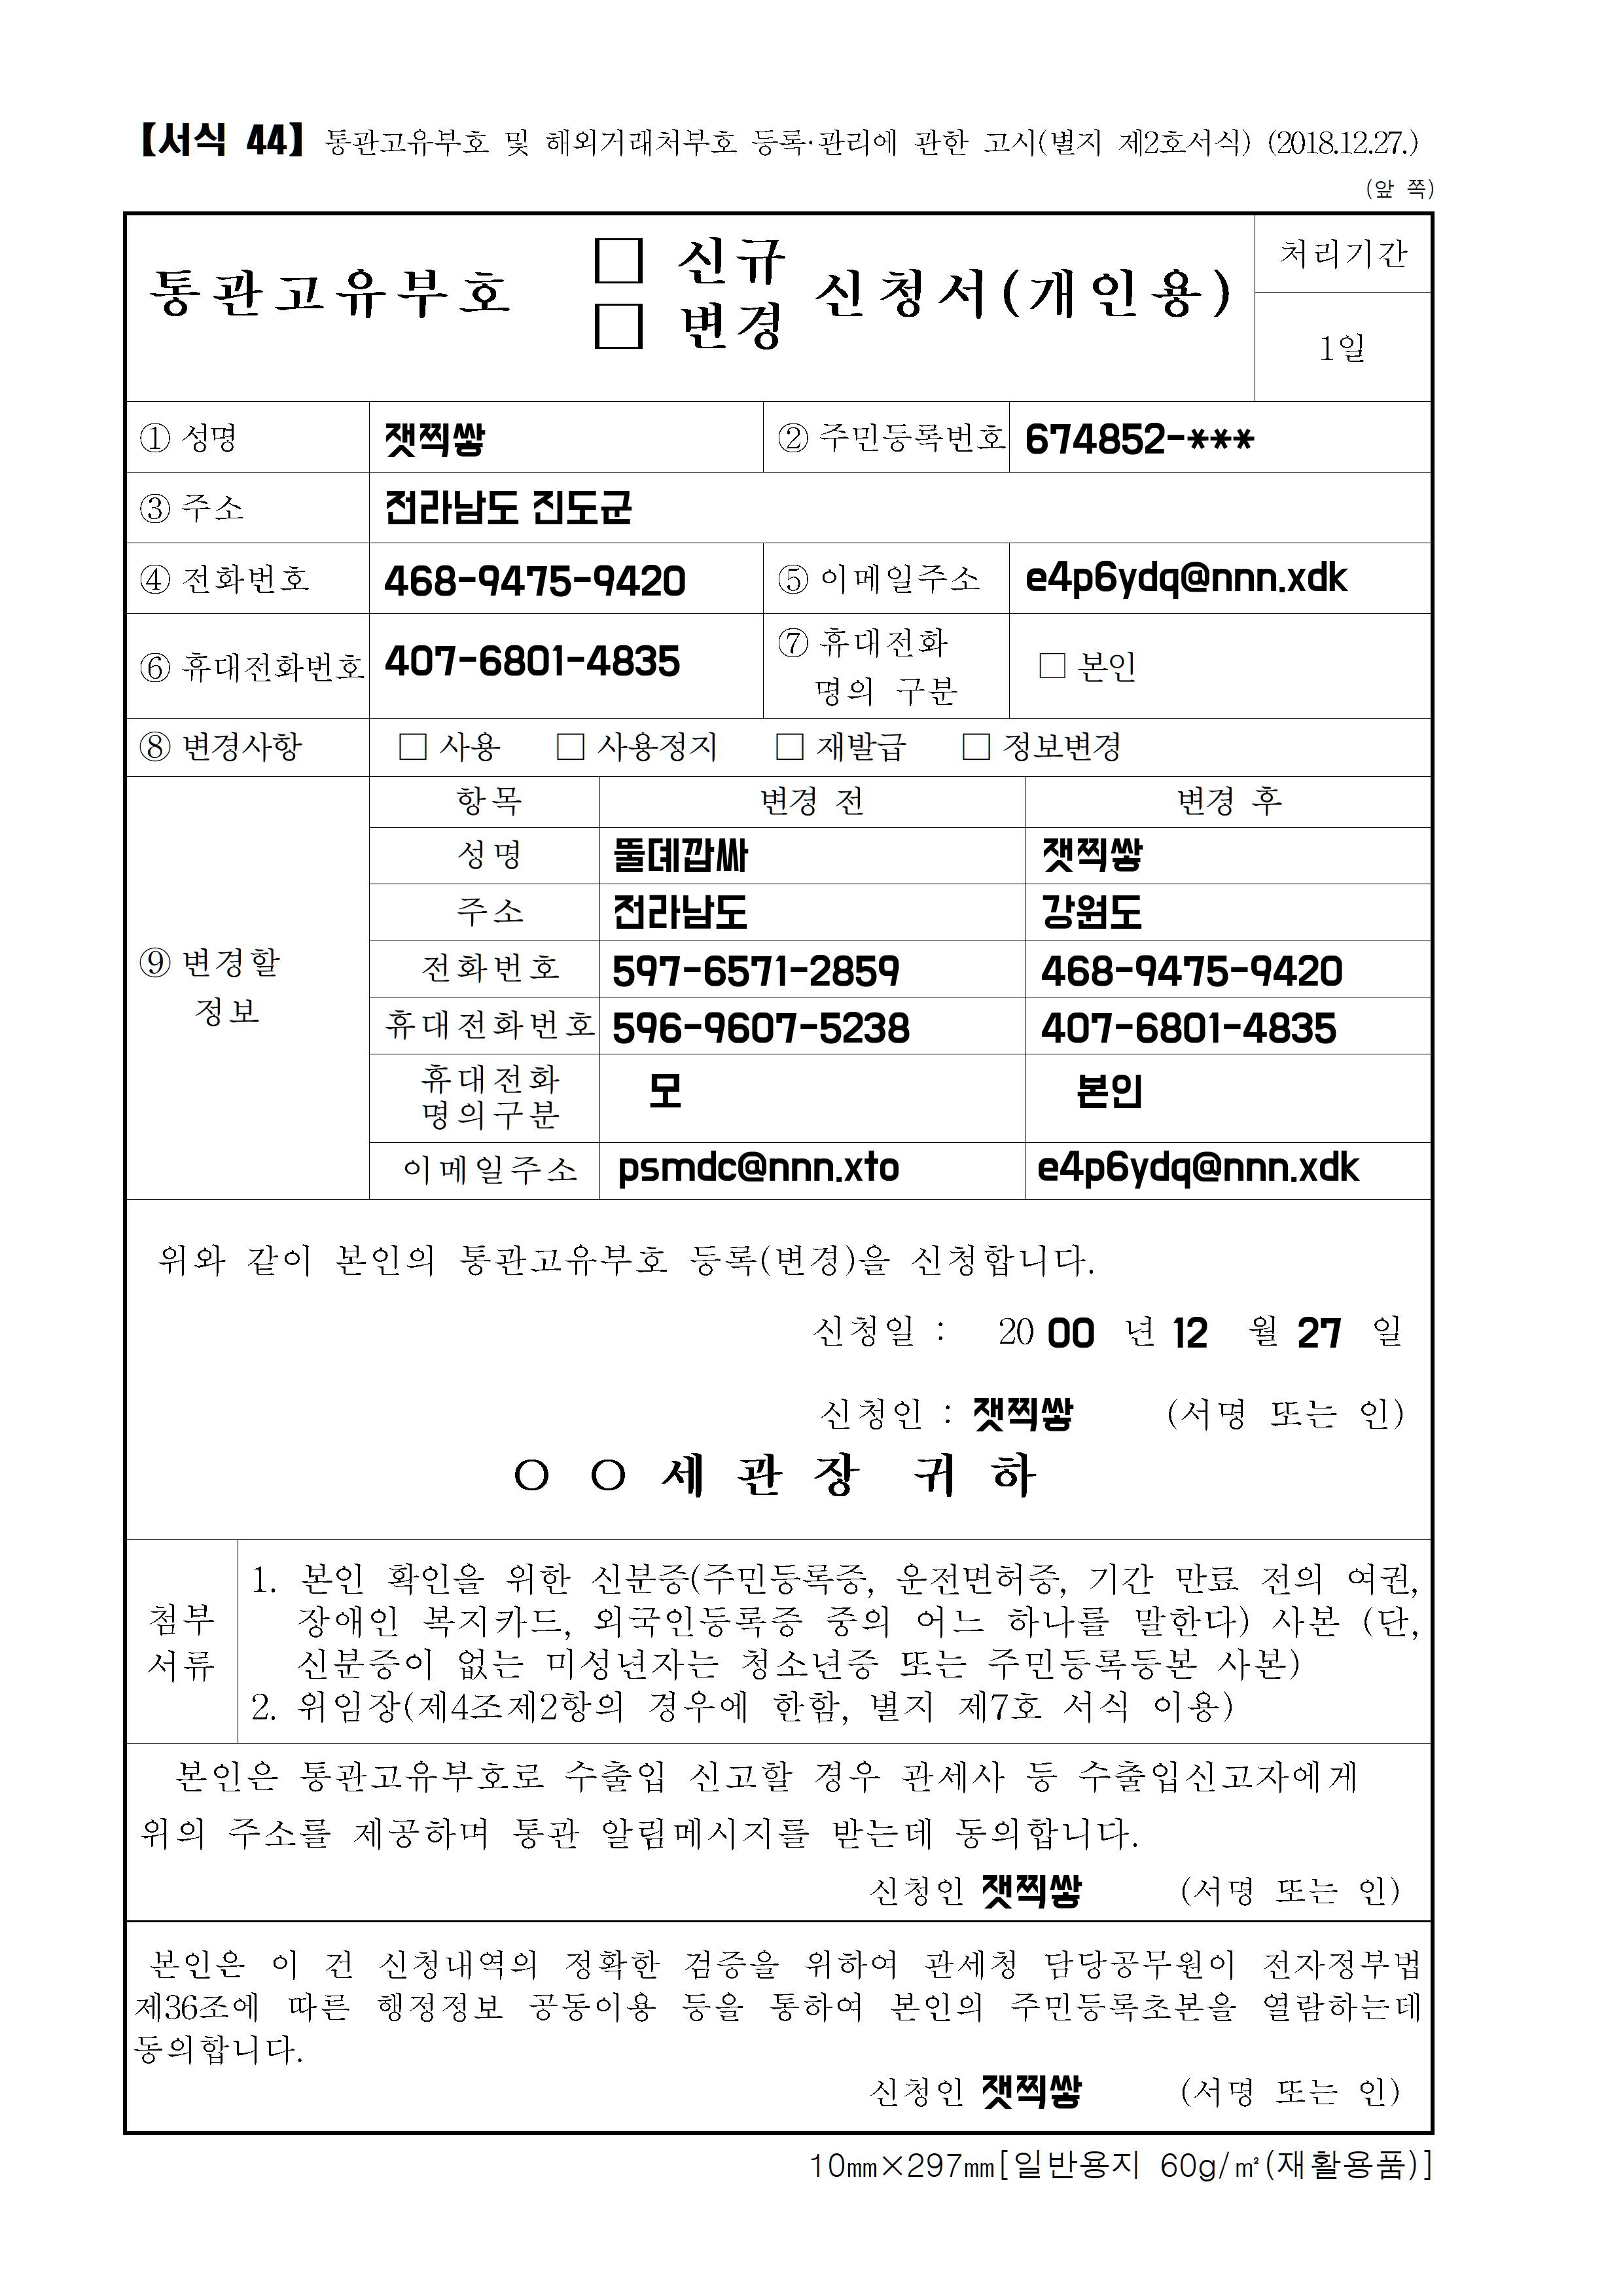 【서식 44】 통관고유부호 및 해외거래처부호 등록·관리에 관한 고시(별지 제2호서식) (2018.12.27.)
(앞 쪽)
통관고유부호 □ 신규 □ 변경 신청서(개인용)
처리기간
1일
① 성명 잿찍쌓 ② 주민등록번호 674852-***
③ 주소 전라남도 진도군
④ 전화번호 468-9475-9420 ⑤ 이메일주소 e4p6ydq@nnn.xdk
⑥ 휴대전화번호 407-6801-4835 ⑦ 휴대전화 명의 구분 □ 본인
⑧ 변경사항 □ 사용 □ 사용정지 □ 재발급 □ 정보변경
⑨ 변경할 정보
항목 변경 전 변경 후
성명 뚤뎨깝싸 잿찍쌓
주소 전라남도 강원도
전화번호 597-6571-2859 468-9475-9420
휴대전화번호 596-9607-5238 407-6801-4835
휴대전화 명의구분 모 본인
이메일주소 psmdc@nnn.xto e4p6ydq@nnn.xdk
위와 같이 본인의 통관고유부호 등록(변경)을 신청합니다.
신청일 : 20 00 년 12 월 27 일
신청인 : 잿찍쌓 (서명 또는 인)
○ ○ 세 관 장 귀 하
첨부 서류
1. 본인 확인을 위한 신분증(주민등록증, 운전면허증, 기간 만료 전의 여권,
장애인 복지카드, 외국인등록증 중의 어느 하나를 말한다) 사본 (단,
신분증이 없는 미성년자는 청소년증 또는 주민등록등본 사본)
2. 위임장(제4조제2항의 경우에 한함, 별지 제7호 서식 이용)
본인은 통관고유부호로 수출입 신고할 경우 관세사 등 수출입신고자에게
위의 주소를 제공하며 통관 알림메시지를 받는데 동의합니다.
신청인 잿찍쌓 (서명 또는 인)
본인은 이 건 신청내역의 정확한 검증을 위하여 관세청 담당공무원이 전자정부법
제36조에 따른 행정정보 공동이용 등을 통하여 본인의 주민등록초본을 열람하는데
동의합니다.
신청인 잿찍쌓 (서명 또는 인)
10㎜×297㎜[일반용지 60g/㎡(재활용품)]